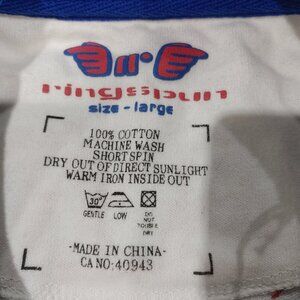 ringspun
size - large
100% COTTON
MACHINE WASH
SHORT SPIN
DRY OUT OF DIRECT SUNLIGHT
WARM IRON INSIDE OUT
30°
GENTLE LOW DO NOT TUMBLE DRY
-MADE IN CHINA-
CA NO: 40943